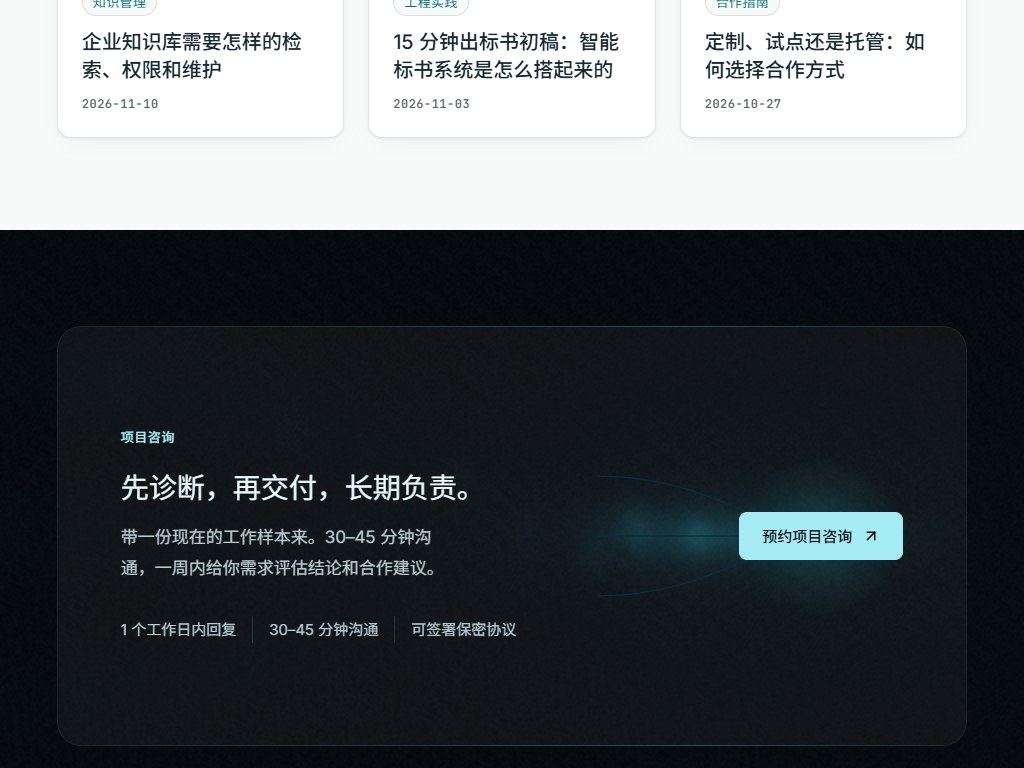 知识管理
企业知识库需要怎样的检
索、权限和维护
2026-11-10
工程实践
15 分钟出标书初稿：智能
标书系统是怎么搭起来的
2026-11-03
合作指南
定制、试点还是托管：如
何选择合作方式
2026-10-27
项目咨询
先诊断，再交付，长期负责。
带一份现在的工作样本来。30–45 分钟沟
通，一周内给你需求评估结论和合作建议。
1 个工作日内回复
30–45 分钟沟通
可签署保密协议
预约项目咨询